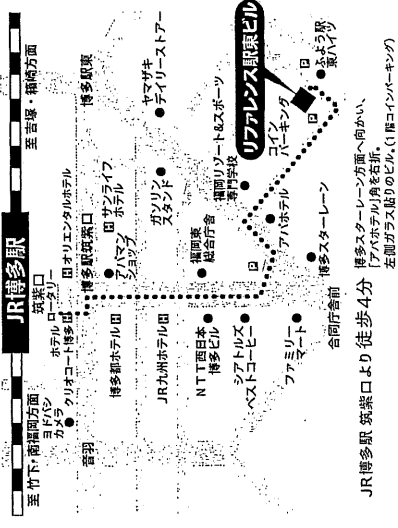 JR博多駅
至吉塚・箱崎方面
至竹下・南福岡方面
筑紫口
ヨドバシ
カメラ
ホテル
クリオコート博多 H
ロータリー
H オリエンタルホテル
博多駅筑紫口
博多駅東
音羽
アパマン
ショップ
H サンライフ
ホテル
ヤマザキ
デイリーストアー
ガソリン
スタンド
博多都ホテル H
JR九州ホテル H
福岡東
総合庁舎
福岡リゾート&スポーツ
専門学校
NTT西日本
博多ビル
シアトルズ
ベストコーヒー
P
アパホテル
コイン
パーキング
リファレンス駅東ビル
P
P
ふよう駅
東ハイツ
ファミリー
マート
博多スターレーン
合同庁舎前
JR博多駅 筑紫口より徒歩4分
博多スターレーン方面へ向かい、
「アパホテル」角を右折。
左側ガラス貼りのビル。(1階コインパーキング)